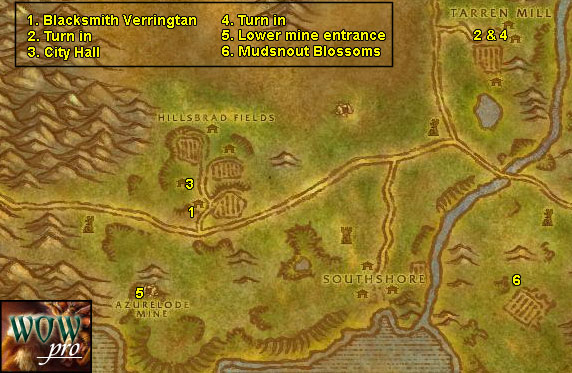 1. Blacksmith Verringtan
2. Turn in
3. City Hall
4. Turn in
5. Lower mine entrance
6. Mudsnout Blossoms
TARREN MILL
2 & 4
HILLSBRAD FIELDS
3
1
SOUTHSHORE
6
5
AZURELODE
MINE
WOW
pro